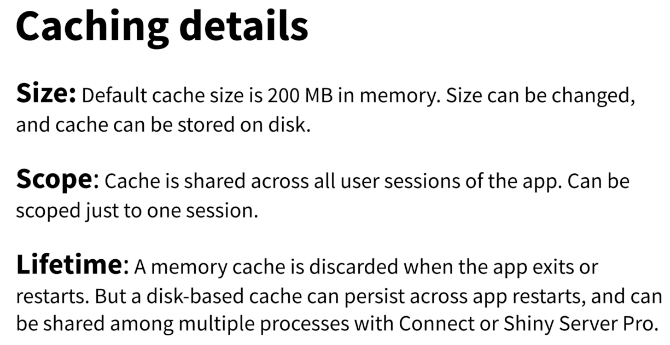 Caching details
Size: Default cache size is 200 MB in memory. Size can be changed,
and cache can be stored on disk.
Scope: Cache is shared across all user sessions of the app. Can be
scoped just to one session.
Lifetime: A memory cache is discarded when the app exits or
restarts. But a disk-based cache can persist across app restarts, and can
be shared among multiple processes with Connect or Shiny Server Pro.